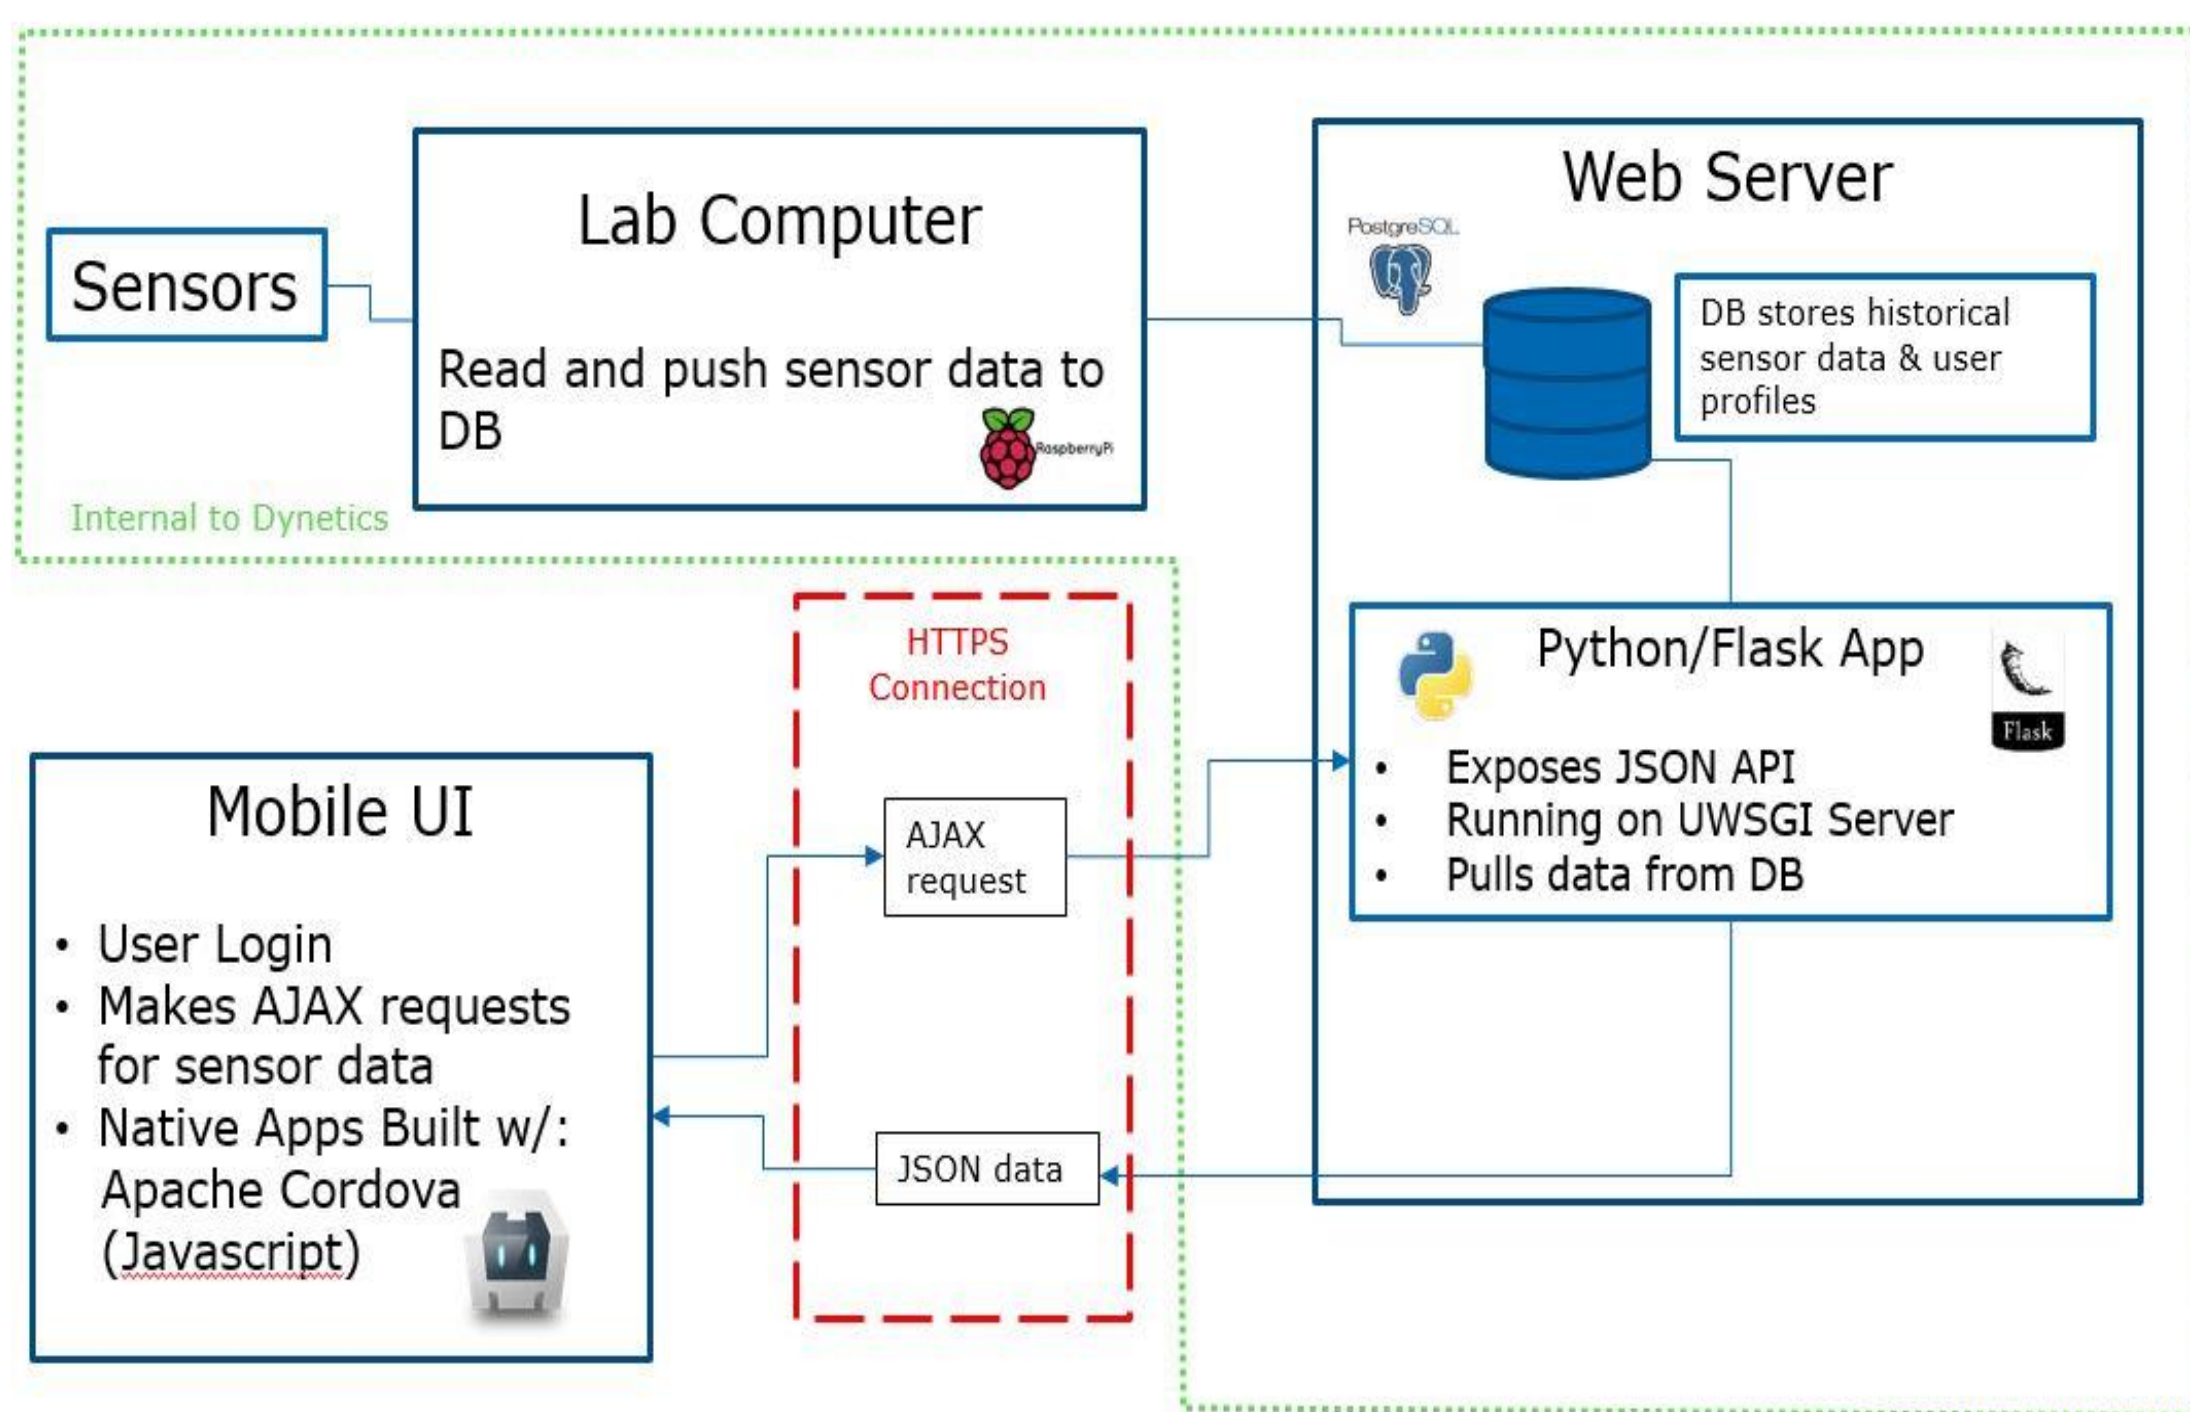 Web Server
Lab Computer
PostgreSQL
Sensors
DB stores historical
sensor data & user
profiles
Read and push sensor data to
DB
RaspberryPi
Internal to Dynetics
HTTPS
Connection
Python/Flask App
Flask
• Exposes JSON API
• Running on UWSGI Server
• Pulls data from DB
Mobile UI
AJAX
request
• User Login
• Makes AJAX requests
for sensor data
• Native Apps Built w/:
Apache Cordova
(Javascript)
JSON data